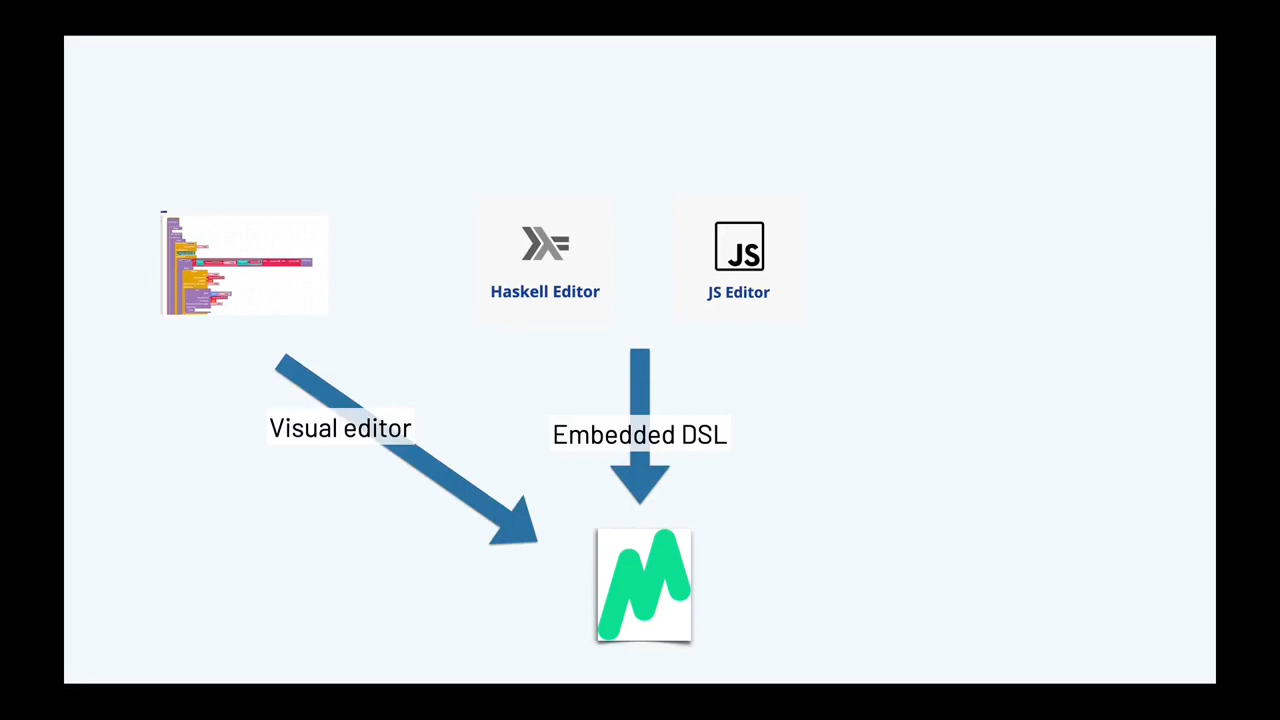 JS
Haskell Editor
JS Editor
Visual editor
Embedded DSL